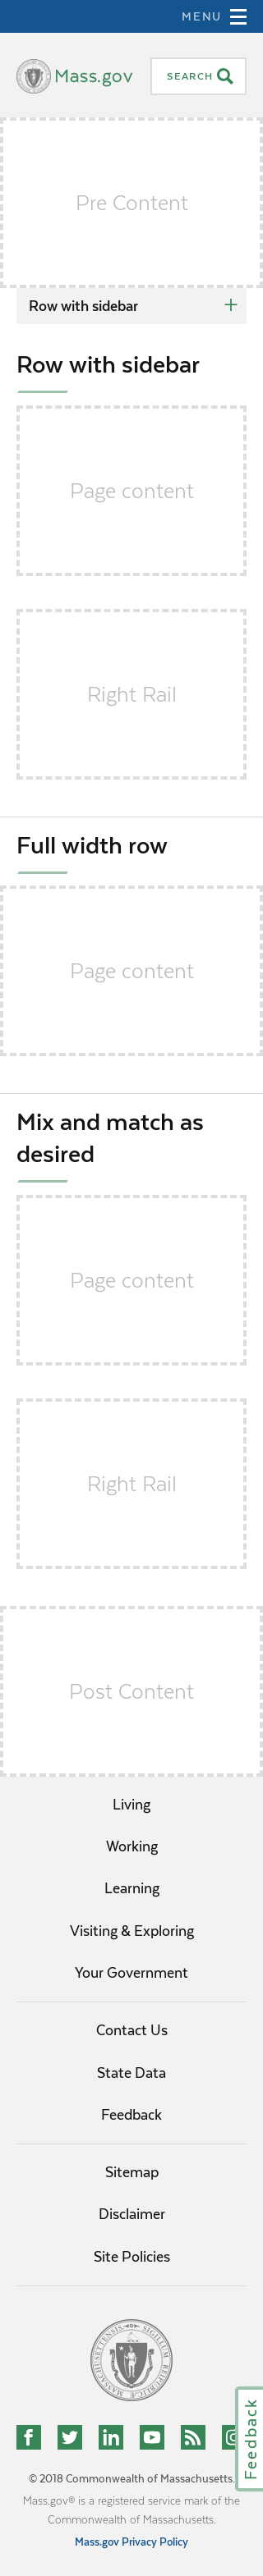 MENU
Mass.gov
SEARCH
Pre Content
Row with sidebar
Row with sidebar
Page content
Right Rail
Full width row
Page content
Mix and match as
desired
Page content
Right Rail
Post Content
Living
Working
Learning
Visiting & Exploring
Your Government
Contact Us
State Data
Feedback
Sitemap
Disclaimer
Site Policies
Feedback
© 2018 Commonwealth of Massachusetts.
Mass.gov® is a registered service mark of the
Commonwealth of Massachusetts.
Mass.gov Privacy Policy